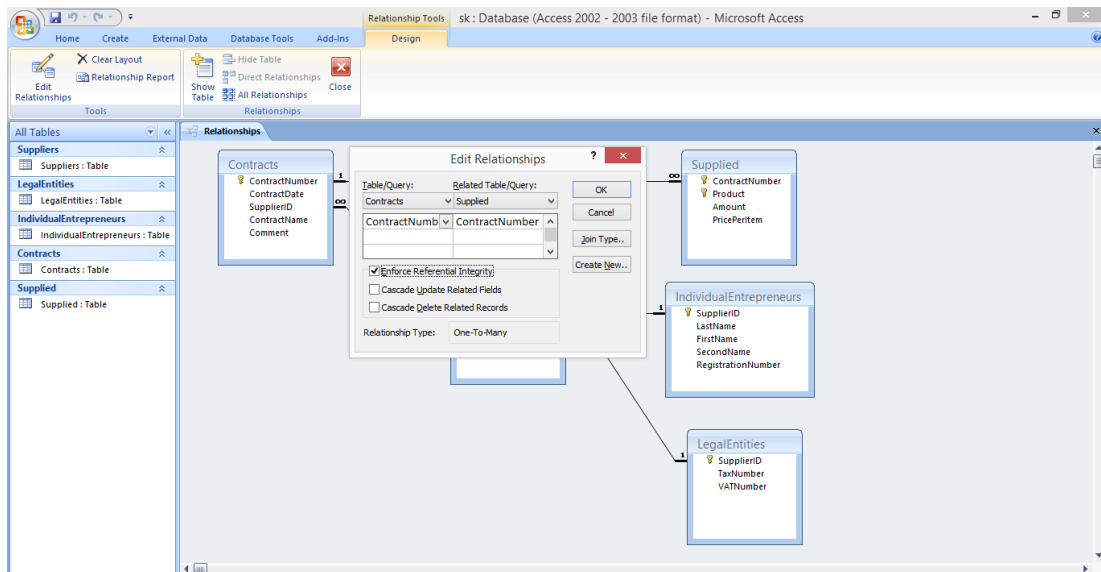 Relationship Tools
sk : Database (Access 2002 - 2003 file format) - Microsoft Access
Home Create External Data Database Tools Add-Ins Design
Edit Relationships
Clear Layout
Relationship Report
Tools
Show Table
Hide Table
Direct Relationships
All Relationships
Close
Relationships
All Tables
Suppliers
Suppliers : Table
LegalEntities
LegalEntities : Table
IndividualEntrepreneurs
IndividualEntrepreneurs : Table
Contracts
Contracts : Table
Supplied
Supplied : Table
Relationships
Contracts
ContractNumber
ContractDate
SupplierID
ContractName
Comment
1
∞
Edit Relationships
?
Table/Query: Related Table/Query:
Contracts Supplied
ContractNumb ContractNumber
Enforce Referential Integrity
Cascade Update Related Fields
Cascade Delete Related Records
Relationship Type: One-To-Many
OK
Cancel
Join Type..
Create New..
∞
Supplied
ContractNumber
Product
Amount
PricePerItem
1
IndividualEntrepreneurs
SupplierID
LastName
FirstName
SecondName
RegistrationNumber
1
LegalEntities
SupplierID
TaxNumber
VATNumber